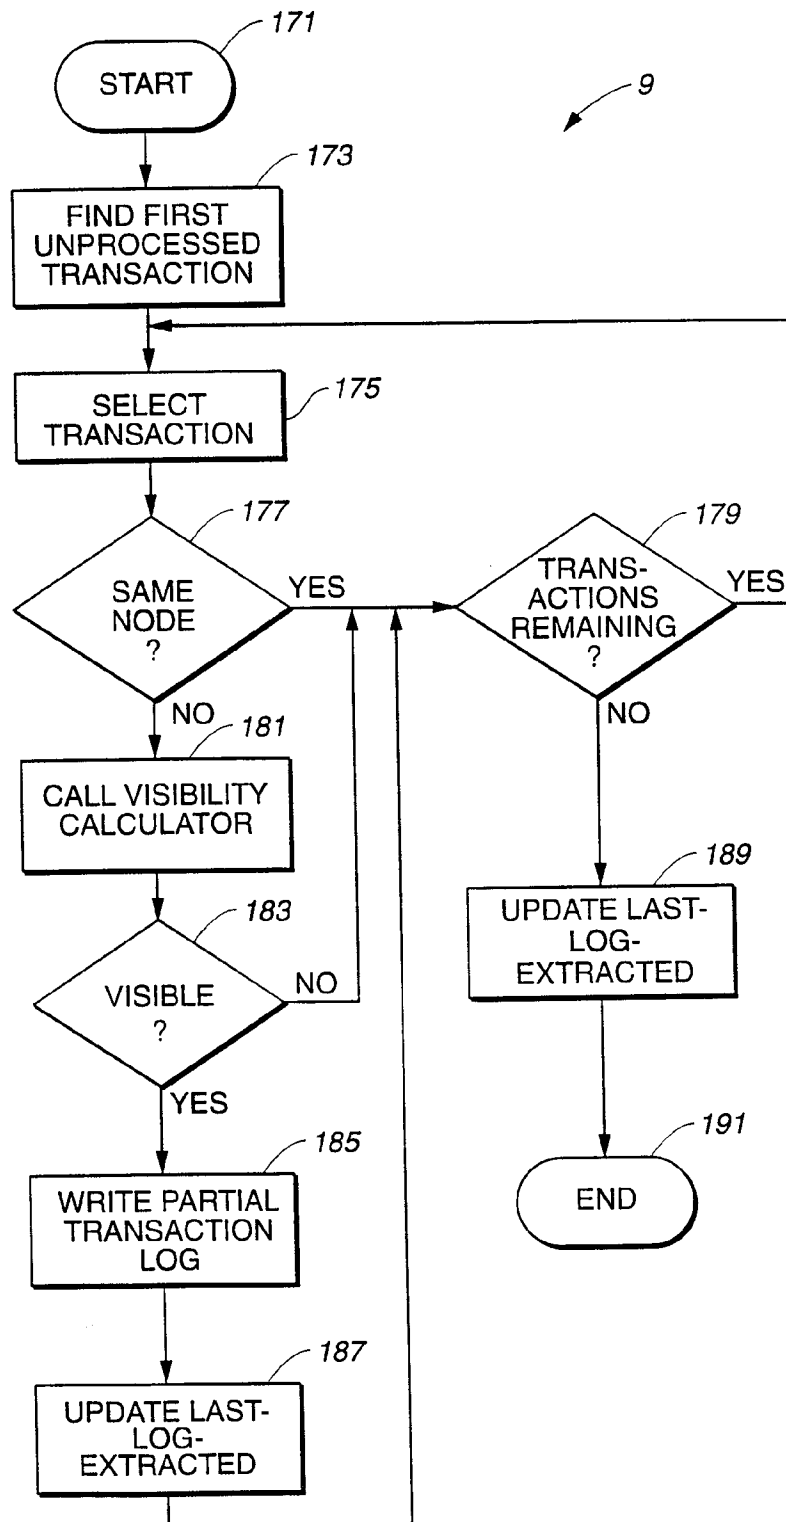 171
START
9
173
FIND FIRST
UNPROCESSED
TRANSACTION
175
SELECT
TRANSACTION
177
SAME
NODE
?
YES
NO
179
TRANS-
ACTIONS
REMAINING
?
YES
NO
181
CALL VISIBILITY
CALCULATOR
183
VISIBLE
?
NO
YES
189
UPDATE LAST-
LOG-
EXTRACTED
185
WRITE PARTIAL
TRANSACTION
LOG
191
END
187
UPDATE LAST-
LOG-
EXTRACTED